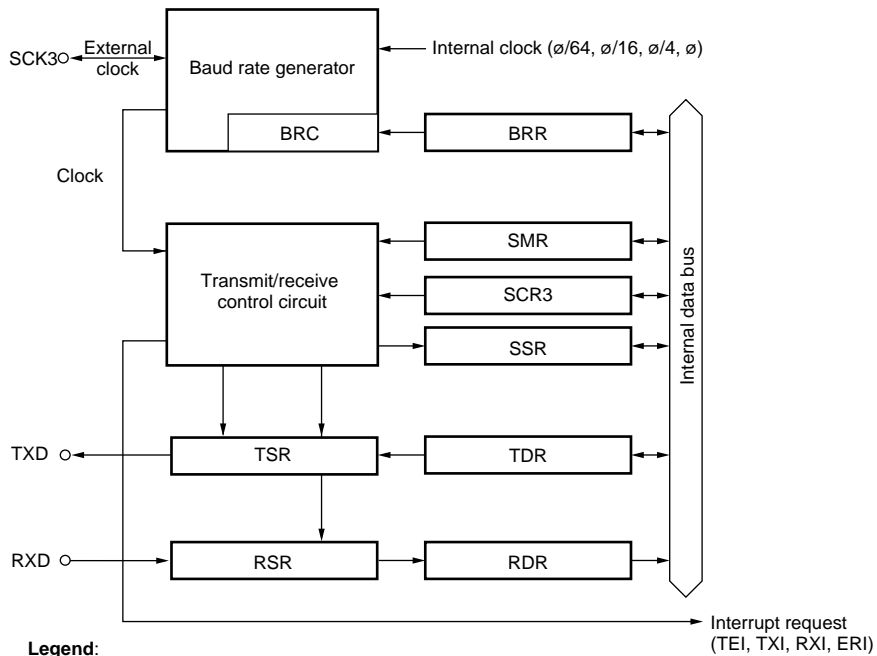 Internal clock (ø/64, ø/16, ø/4, ø)
SCK3
External
clock
Baud rate generator
BRC
BRR
Clock
Transmit/receive
control circuit
SMR
SCR3
SSR
Internal data bus
TXD
TSR
TDR
RXD
RSR
RDR
Interrupt request
(TEI, TXI, RXI, ERI)
Legend: